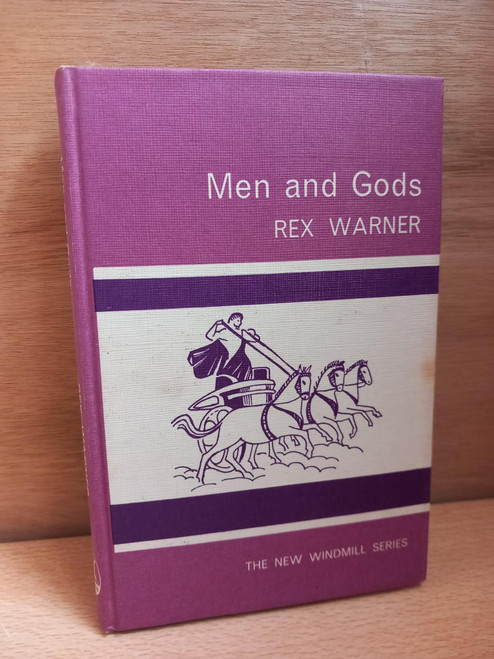 Men and Gods
REX WARNER
THE NEW WINDMILL SERIES